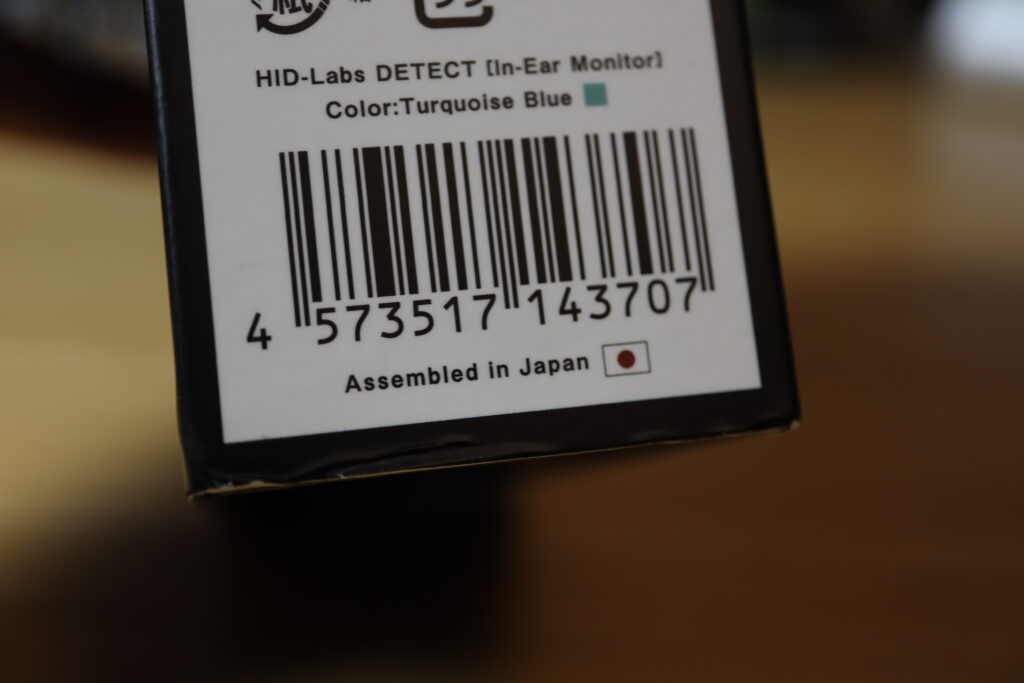 HID-Labs DETECT [In-Ear Monitor]
Color:Turquoise Blue
4 573517 143707
Assembled in Japan